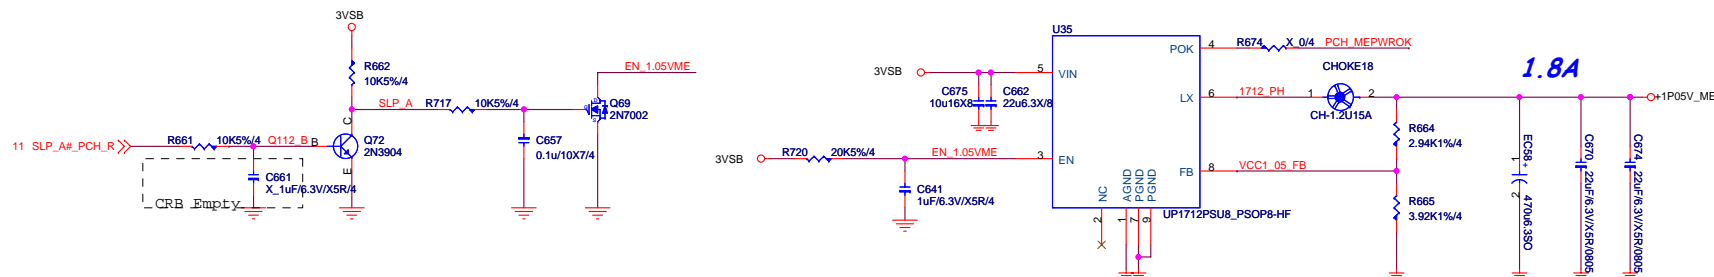 3VSB
R662
10K5%/4
SLP_A
C
R717
10K5%/4
EN_1.05VME
D
G
S
Q69
2N7002
C657
0.1u/10X7/4
11
SLP_A#_PCH_R
R661
10K5%/4
Q112_B
B
Q72
2N3904
E
C661
X_1uF/6.3V/X5R/4
CRB Empty
U35
3VSB
5
VIN
C675
10u16X8
C662
22u6.3X/8
3VSB
R720
20K5%/4
EN_1.05VME
3
EN
C641
1uF/6.3V/X5R/4
POK
4
R674
X_0/4
PCH_MEPWROK
LX
6
1712_PH
1
CHOKE18
2
CH-1.2U15A
FB
8
VCC1_05_FB
NC
AGND
PGND
PGND
2
1
7
9
UP1712PSU8_PSOP8-HF
R664
2.94K1%/4
R665
3.92K1%/4
1.8A
+1P05V_ME
EC58
+
1
2
470u6.3SO
C670
22uF/6.3V/X5R/0805
C674
22uF/6.3V/X5R/0805